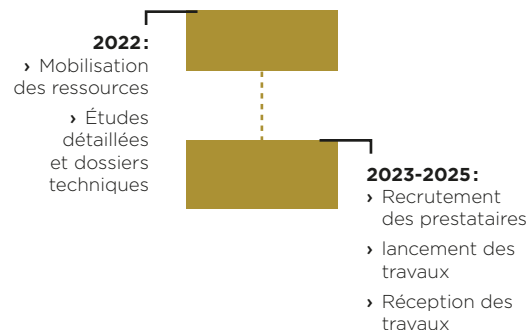 2022 :
› Mobilisation
des ressources
› Études
détaillées
et dossiers
techniques
2023-2025 :
› Recrutement
des prestataires
› lancement des
travaux
› Réception des
travaux